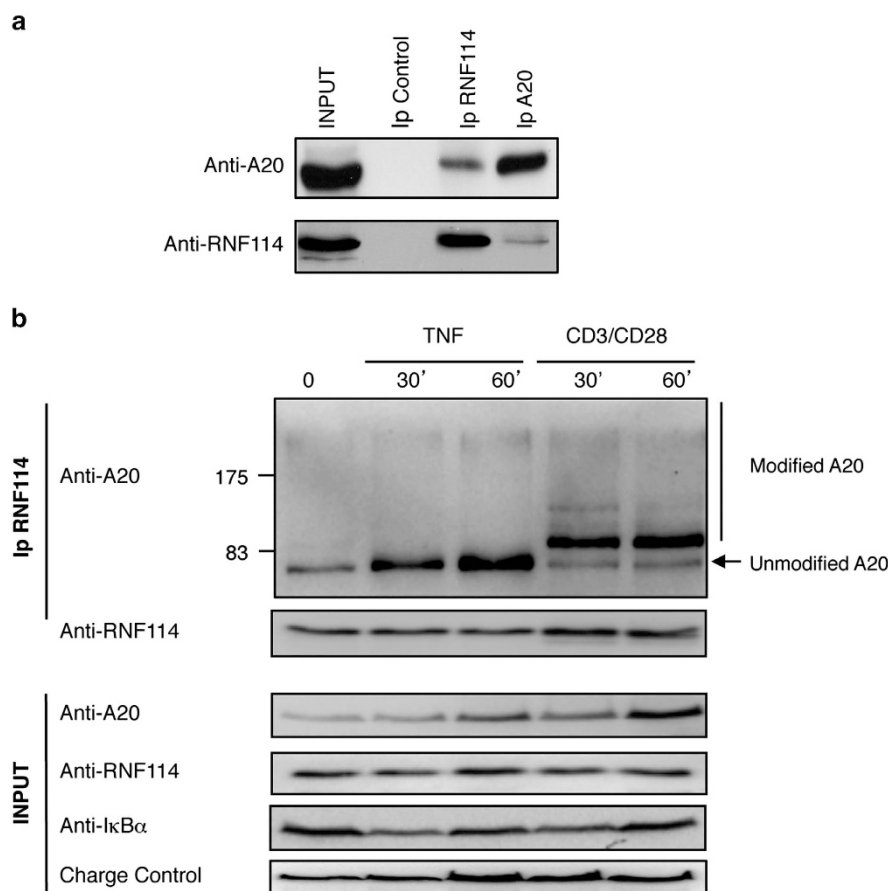 a
INPUT
Ip Control
Ip RNF114
Ip A20
Anti-A20
Anti-RNF114
b
TNF
CD3/CD28
0 30’ 60’ 30’ 60’
Ip RNF114
Anti-A20
175
83
Modified A20
Unmodified A20
Anti-RNF114
INPUT
Anti-A20
Anti-RNF114
Anti-IκBα
Charge Control